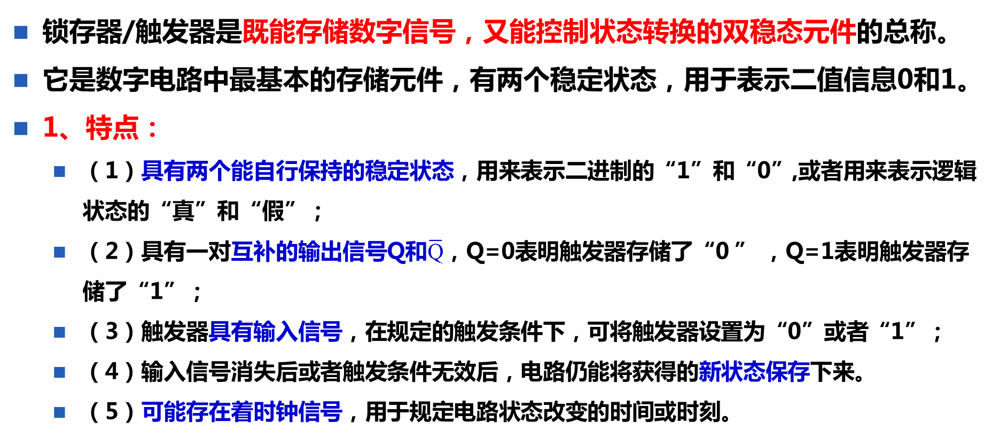 锁存器/触发器是既能存储数字信号，又能控制状态转换的双稳态元件的总称。
它是数字电路中最基本的存储元件，有两个稳定状态，用于表示二值信息0和1。
1、特点：
（1）具有两个能自行保持的稳定状态，用来表示二进制的“1”和“0”,或者用来表示逻辑
状态的“真”和“假”；
（2）具有一对互补的输出信号Q和Q̅，Q=0表明触发器存储了“0 ” ，Q=1表明触发器存
储了“1”；
（3）触发器具有输入信号，在规定的触发条件下，可将触发器设置为“0”或者“1”；
（4）输入信号消失后或者触发条件无效后，电路仍能将获得的新状态保存下来。
（5）可能存在着时钟信号，用于规定电路状态改变的时间或时刻。